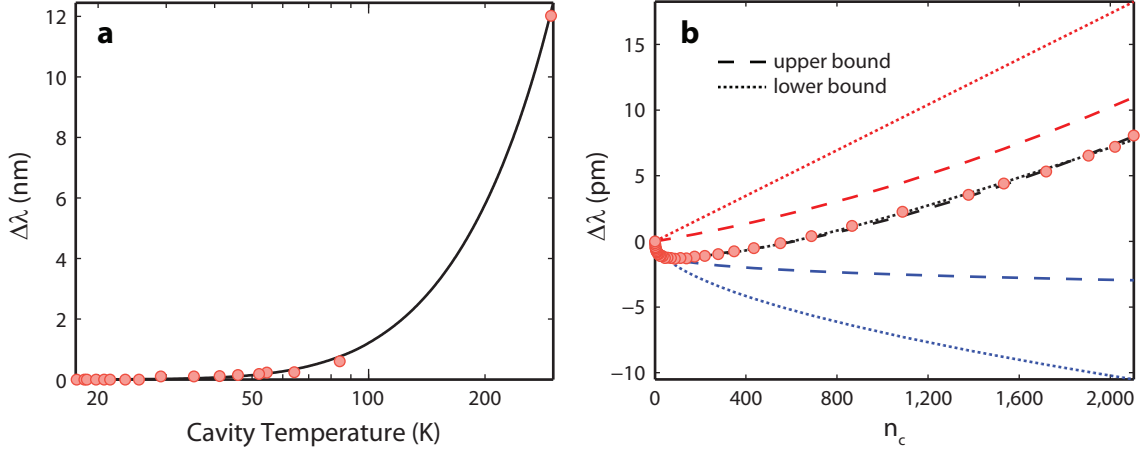 a
12
10
8
6
4
2
0
20
50
100
200
Δλ (nm)
Cavity Temperature (K)
b
upper bound
lower bound
15
10
5
0
−5
−10
0
400
800
1,200
1,600
2,000
Δλ (pm)
n_c